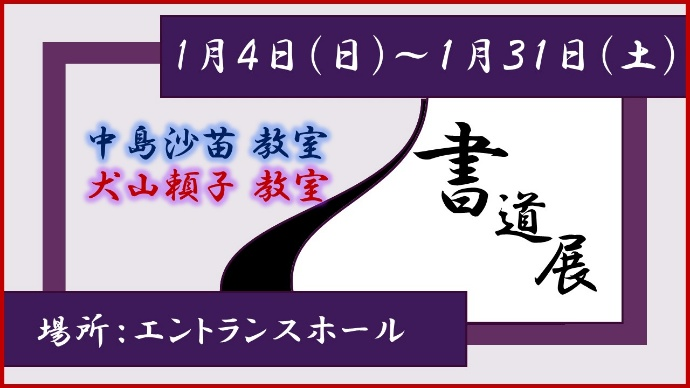 1月4日(日)～1月31日(土)
中島沙苗 教室
犬山頼子 教室
書道展
場所:エントランスホール